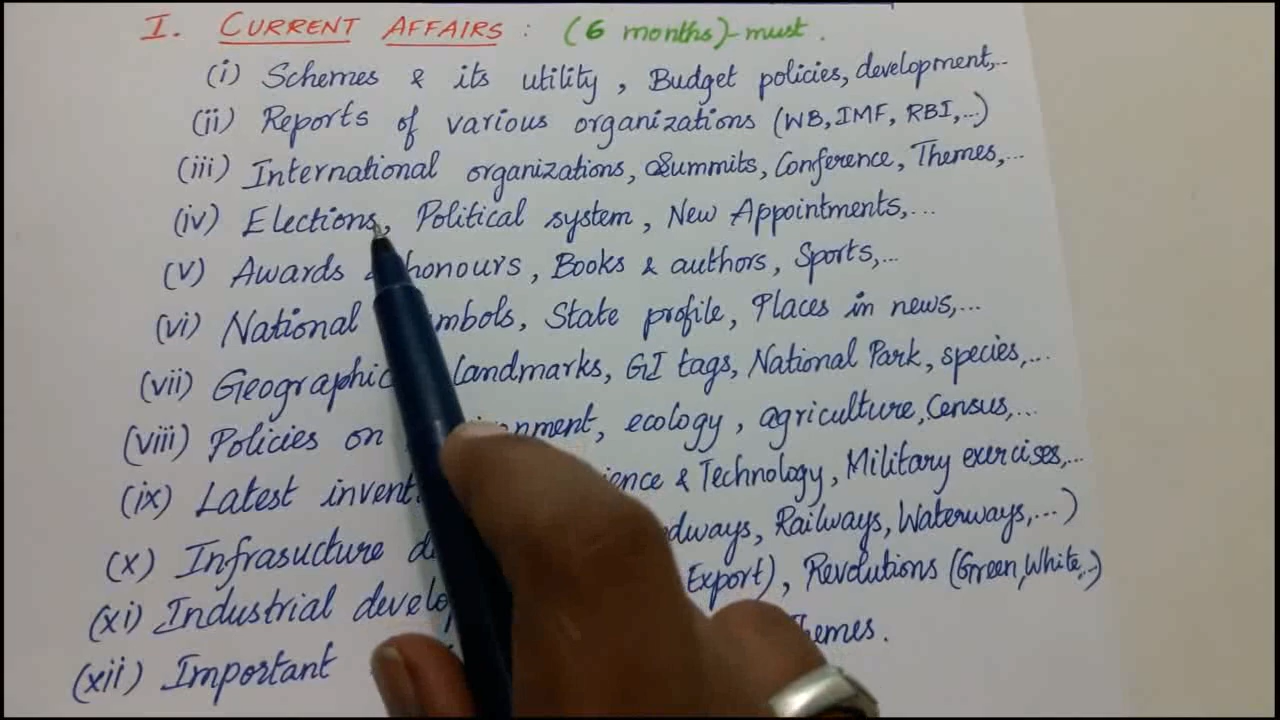 I. CURRENT AFFAIRS : (6 months)-must.
(i) Schemes & its utility, Budget policies, development,..
(ii) Reports of various organizations (WB, IMF, RBI,...)
(iii) International organizations, Summits, Conference, Themes,...
(iv) Elections, Political system, New Appointments,...
(v) Awards & honours, Books & authors, Sports,...
(vi) National mbols, State profile, Places in news,...
(vii) Geographic landmarks, GI tags, National Park, species,...
(viii) Policies on nment, ecology, agriculture, Census,...
(ix) Latest invent ience & Technology, Military exercises,...
(x) Infrasucture d dways, Railways, Waterways,...)
(xi) Industrial develop Export), Revolutions (Green, White,..)
(xii) Important hemes.